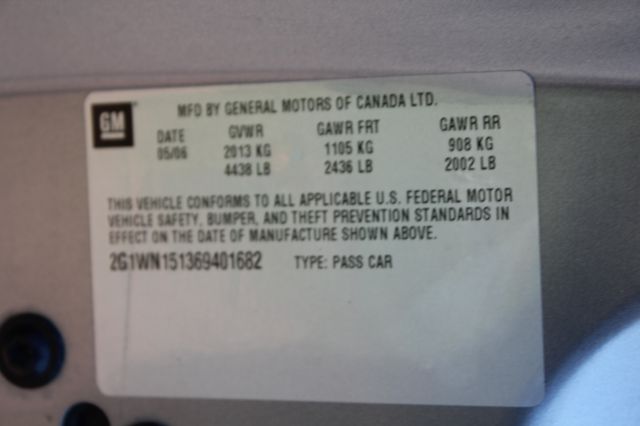 GM
MFD BY GENERAL MOTORS OF CANADA LTD.
DATE GVWR GAWR FRT GAWR RR
05/06 2013 KG 1105 KG 908 KG
4438 LB 2436 LB 2002 LB
THIS VEHICLE CONFORMS TO ALL APPLICABLE U.S. FEDERAL MOTOR
VEHICLE SAFETY, BUMPER, AND THEFT PREVENTION STANDARDS IN
EFFECT ON THE DATE OF MANUFACTURE SHOWN ABOVE.
2G1WN151369401682 TYPE: PASS CAR